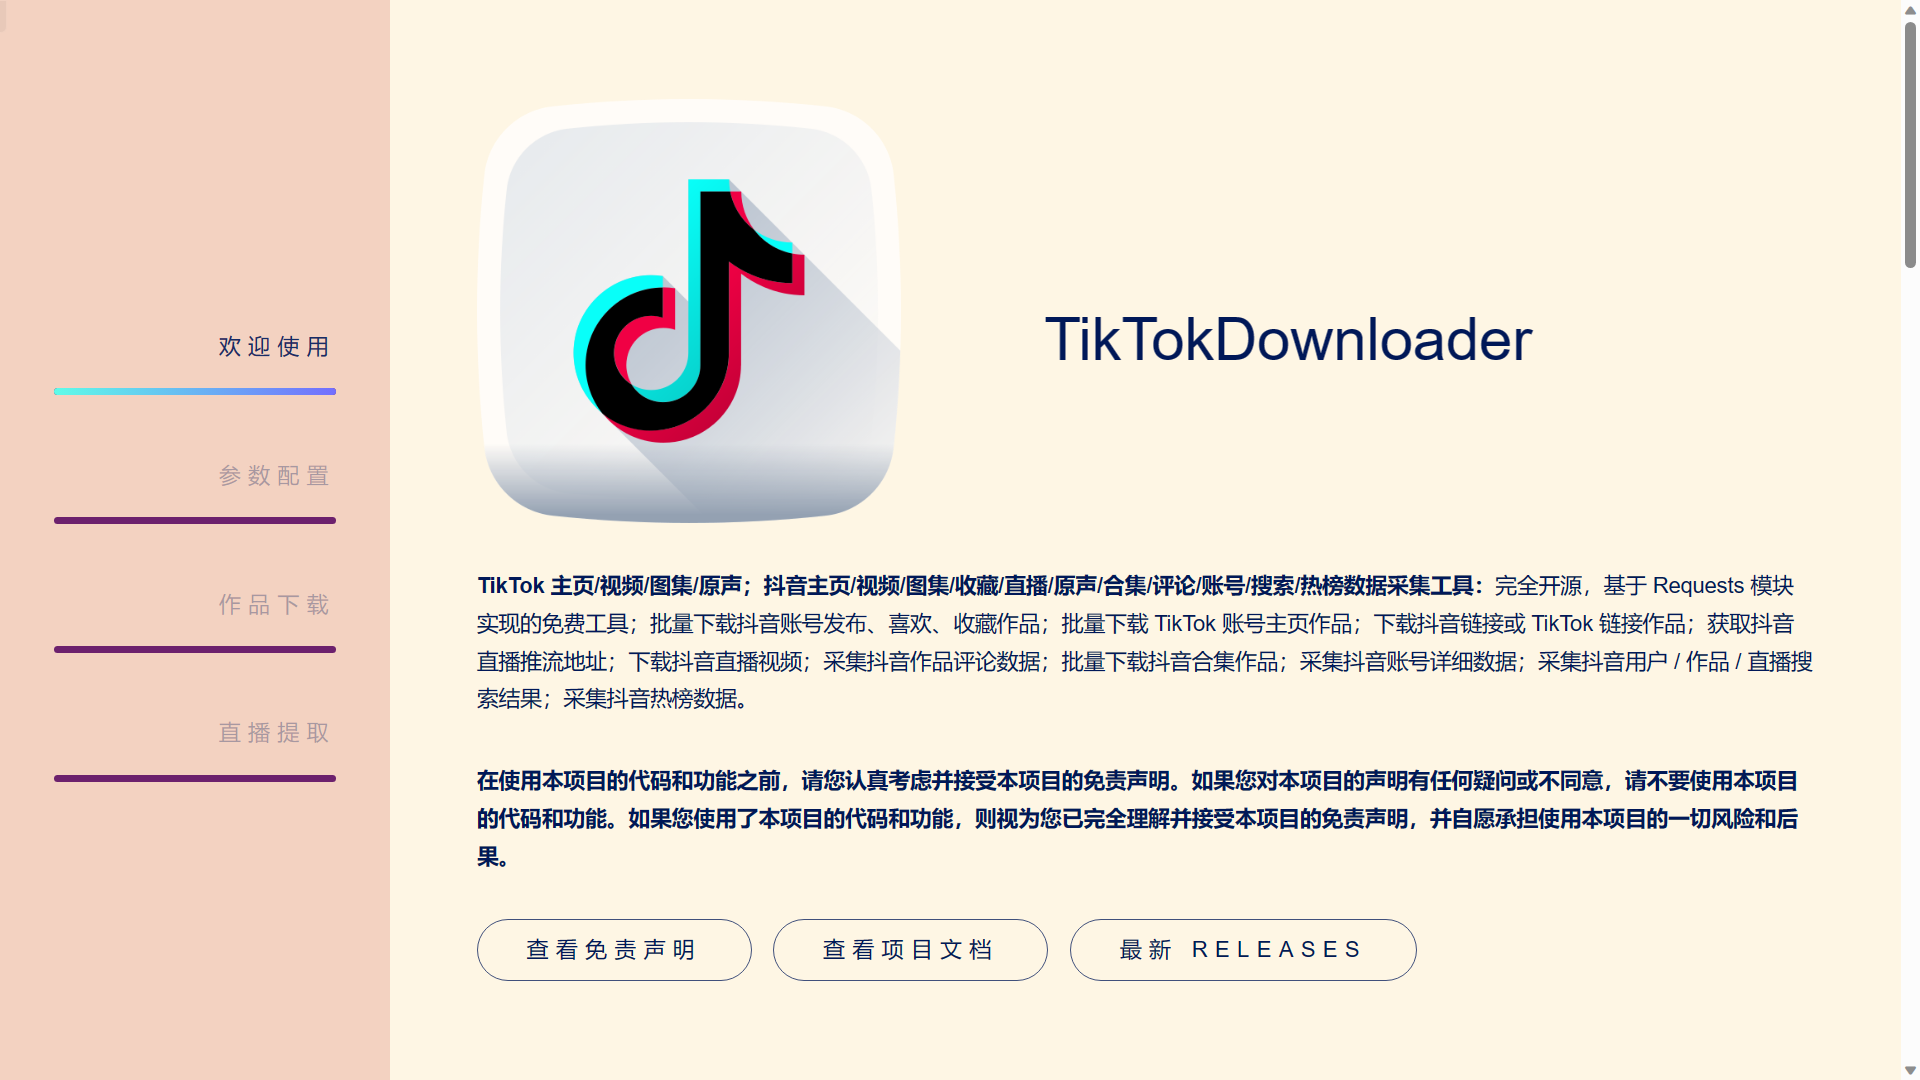 欢迎使用
参数配置
作品下载
直播提取
TikTokDownloader
TikTok 主页/视频/图集/原声；抖音主页/视频/图集/收藏/直播/原声/合集/评论/账号/搜索/热榜数据采集工具：完全开源，基于 Requests 模块
实现的免费工具；批量下载抖音账号发布、喜欢、收藏作品；批量下载 TikTok 账号主页作品；下载抖音链接或 TikTok 链接作品；获取抖音
直播推流地址；下载抖音直播视频；采集抖音作品评论数据；批量下载抖音合集作品；采集抖音账号详细数据；采集抖音用户 / 作品 / 直播搜
索结果；采集抖音热榜数据。
在使用本项目的代码和功能之前，请您认真考虑并接受本项目的免责声明。如果您对本项目的声明有任何疑问或不同意，请不要使用本项目
的代码和功能。如果您使用了本项目的代码和功能，则视为您已完全理解并接受本项目的免责声明，并自愿承担使用本项目的一切风险和后
果。
查看免责声明
查看项目文档
最新 RELEASES